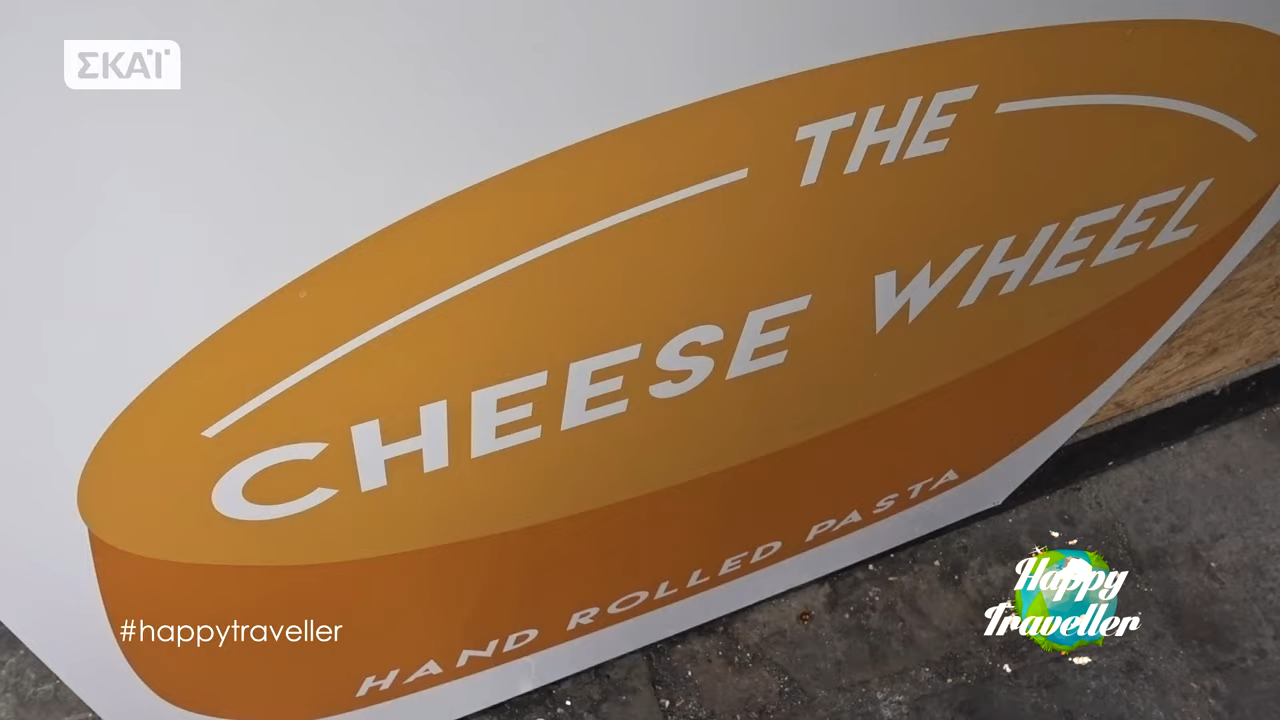 ΣΚΑΪ
THE
CHEESE WHEEL
HAND ROLLED PASTA
#happytraveller
Happy
Traveller